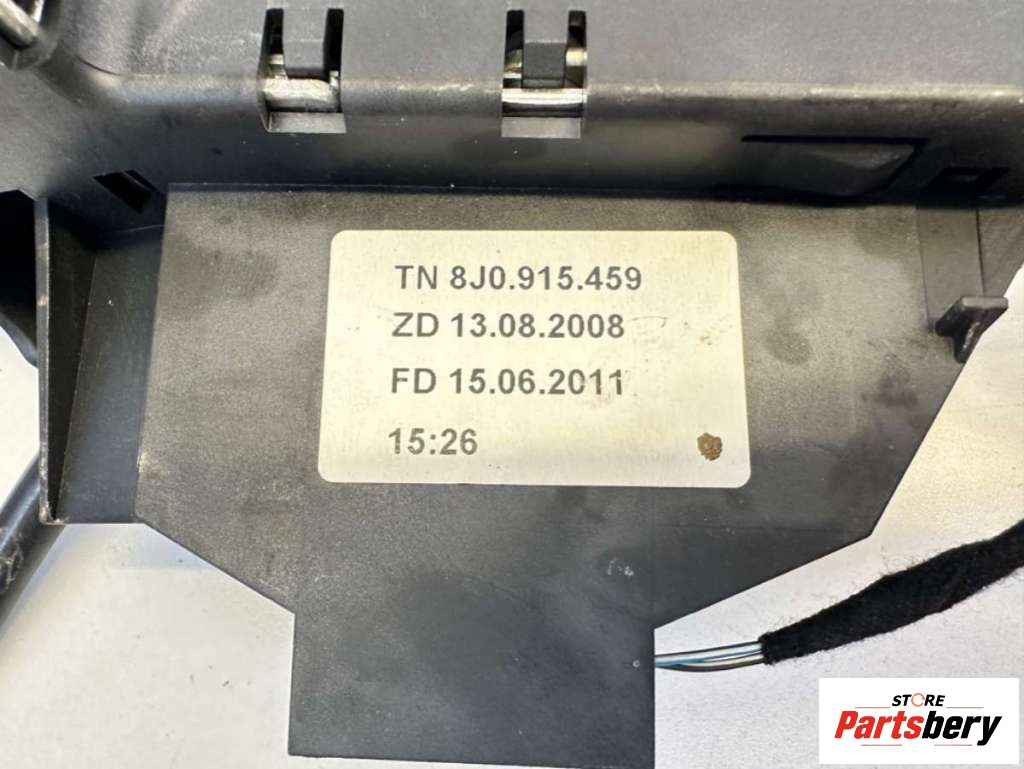 TN 8J0.915.459
ZD 13.08.2008
FD 15.06.2011
15:26
STORE
Partsbery